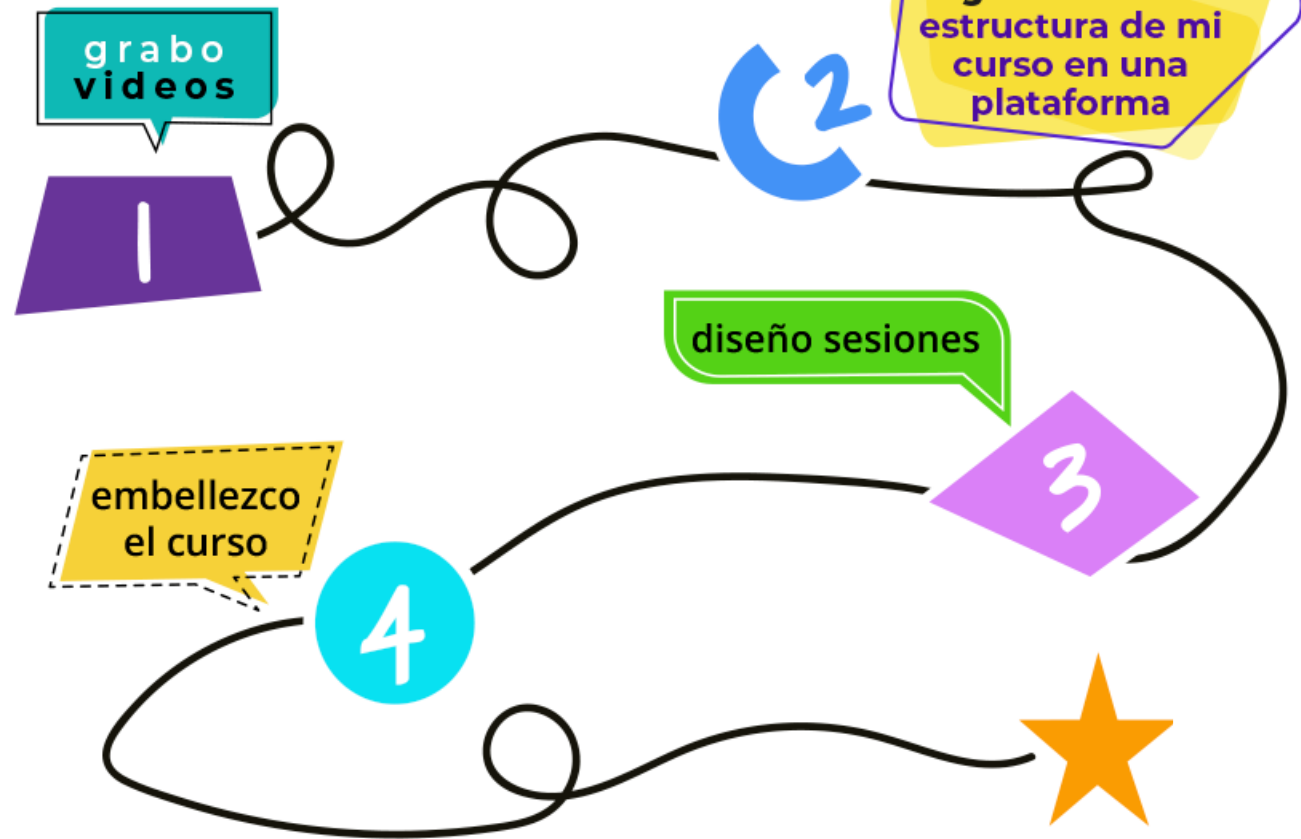 grabo
videos
1
2
estructura de mi
curso en una
plataforma
diseño sesiones
3
embellezco
el curso
4